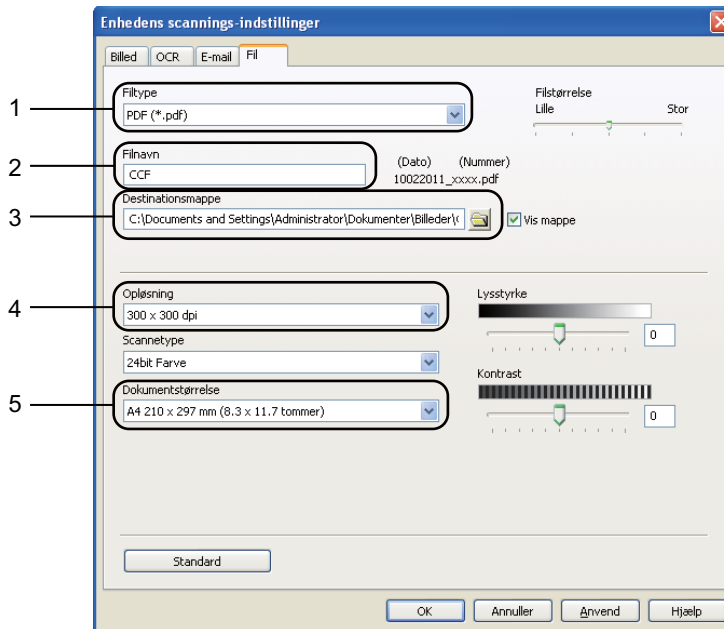 Enhedens scannings-indstillinger
Billed OCR E-mail Fil
1
Filtype
PDF (*.pdf)
Filstørrelse
Lille Stor
2
Filnavn
CCF
(Dato) (Nummer)
10022011_xxxx.pdf
3
Destinationsmappe
C:\Documents and Settings\Administrator\Dokumenter\Billeder\
Vis mappe
4
Opløsning
300 x 300 dpi
Lysstyrke
0
Scannetype
24bit Farve
Kontrast
0
5
Dokumentstørrelse
A4 210 x 297 mm (8.3 x 11.7 tommer)
Standard
OK Annuller Anvend Hjælp